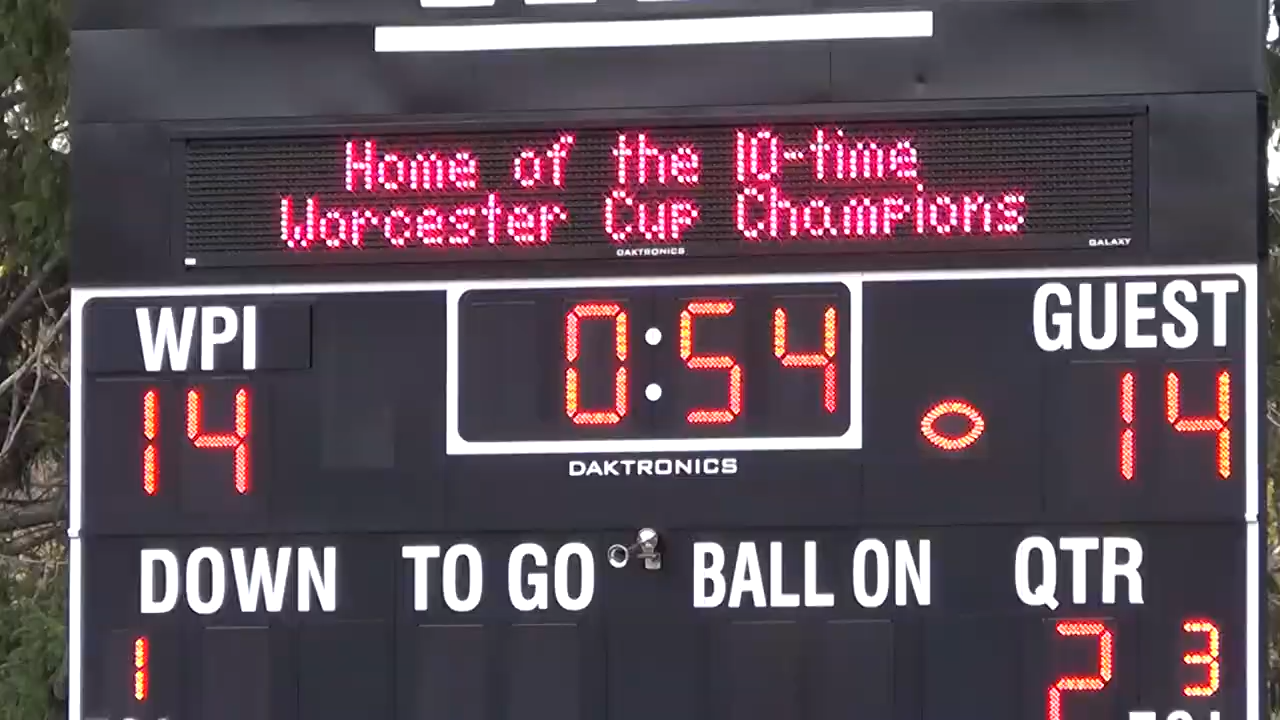 Home of the 10-time
Worcester Cup Champions
DAKTRONICS
GALAXY
WPI
0:54
GUEST
14
14
DAKTRONICS
DOWN TO GO BALL ON QTR
1 2 3